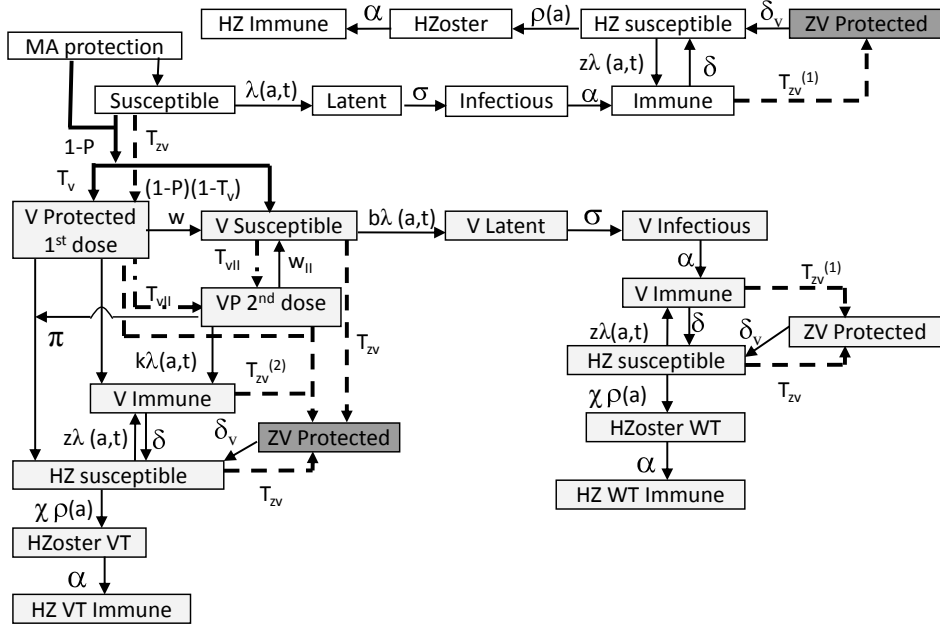 HZ Immune α HZoster ρ(a) HZ susceptible δv ZV Protected
MA protection
zλ (a,t) δ Tzv(1)
Susceptible λ(a,t) Latent σ Infectious α Immune
1-P Tzv
Tv (1-P)(1-Tv)
V Protected
1st dose
w V Susceptible bλ (a,t) V Latent σ V Infectious
TvII wII α
TvII VP 2nd dose V Immune Tzv(1)
π zλ(a,t) δ δv ZV Protected
kλ(a,t) Tzv(2) Tzv HZ susceptible Tzv
V Immune χ ρ(a)
zλ (a,t) δ δv ZV Protected HZoster WT
HZ susceptible Tzv α
χ ρ(a) HZ WT Immune
HZoster VT
α
HZ VT Immune